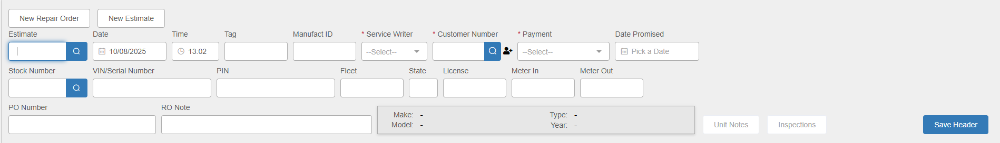 New Repair Order New Estimate
Estimate Date Time Tag Manufact ID * Service Writer * Customer Number * Payment Date Promised
10/08/2025 13:02 --Select-- --Select-- Pick a Date
Stock Number VIN/Serial Number PIN Fleet State License Meter In Meter Out
PO Number RO Note
Make: - Type: -
Model: - Year: -
Unit Notes Inspections Save Header